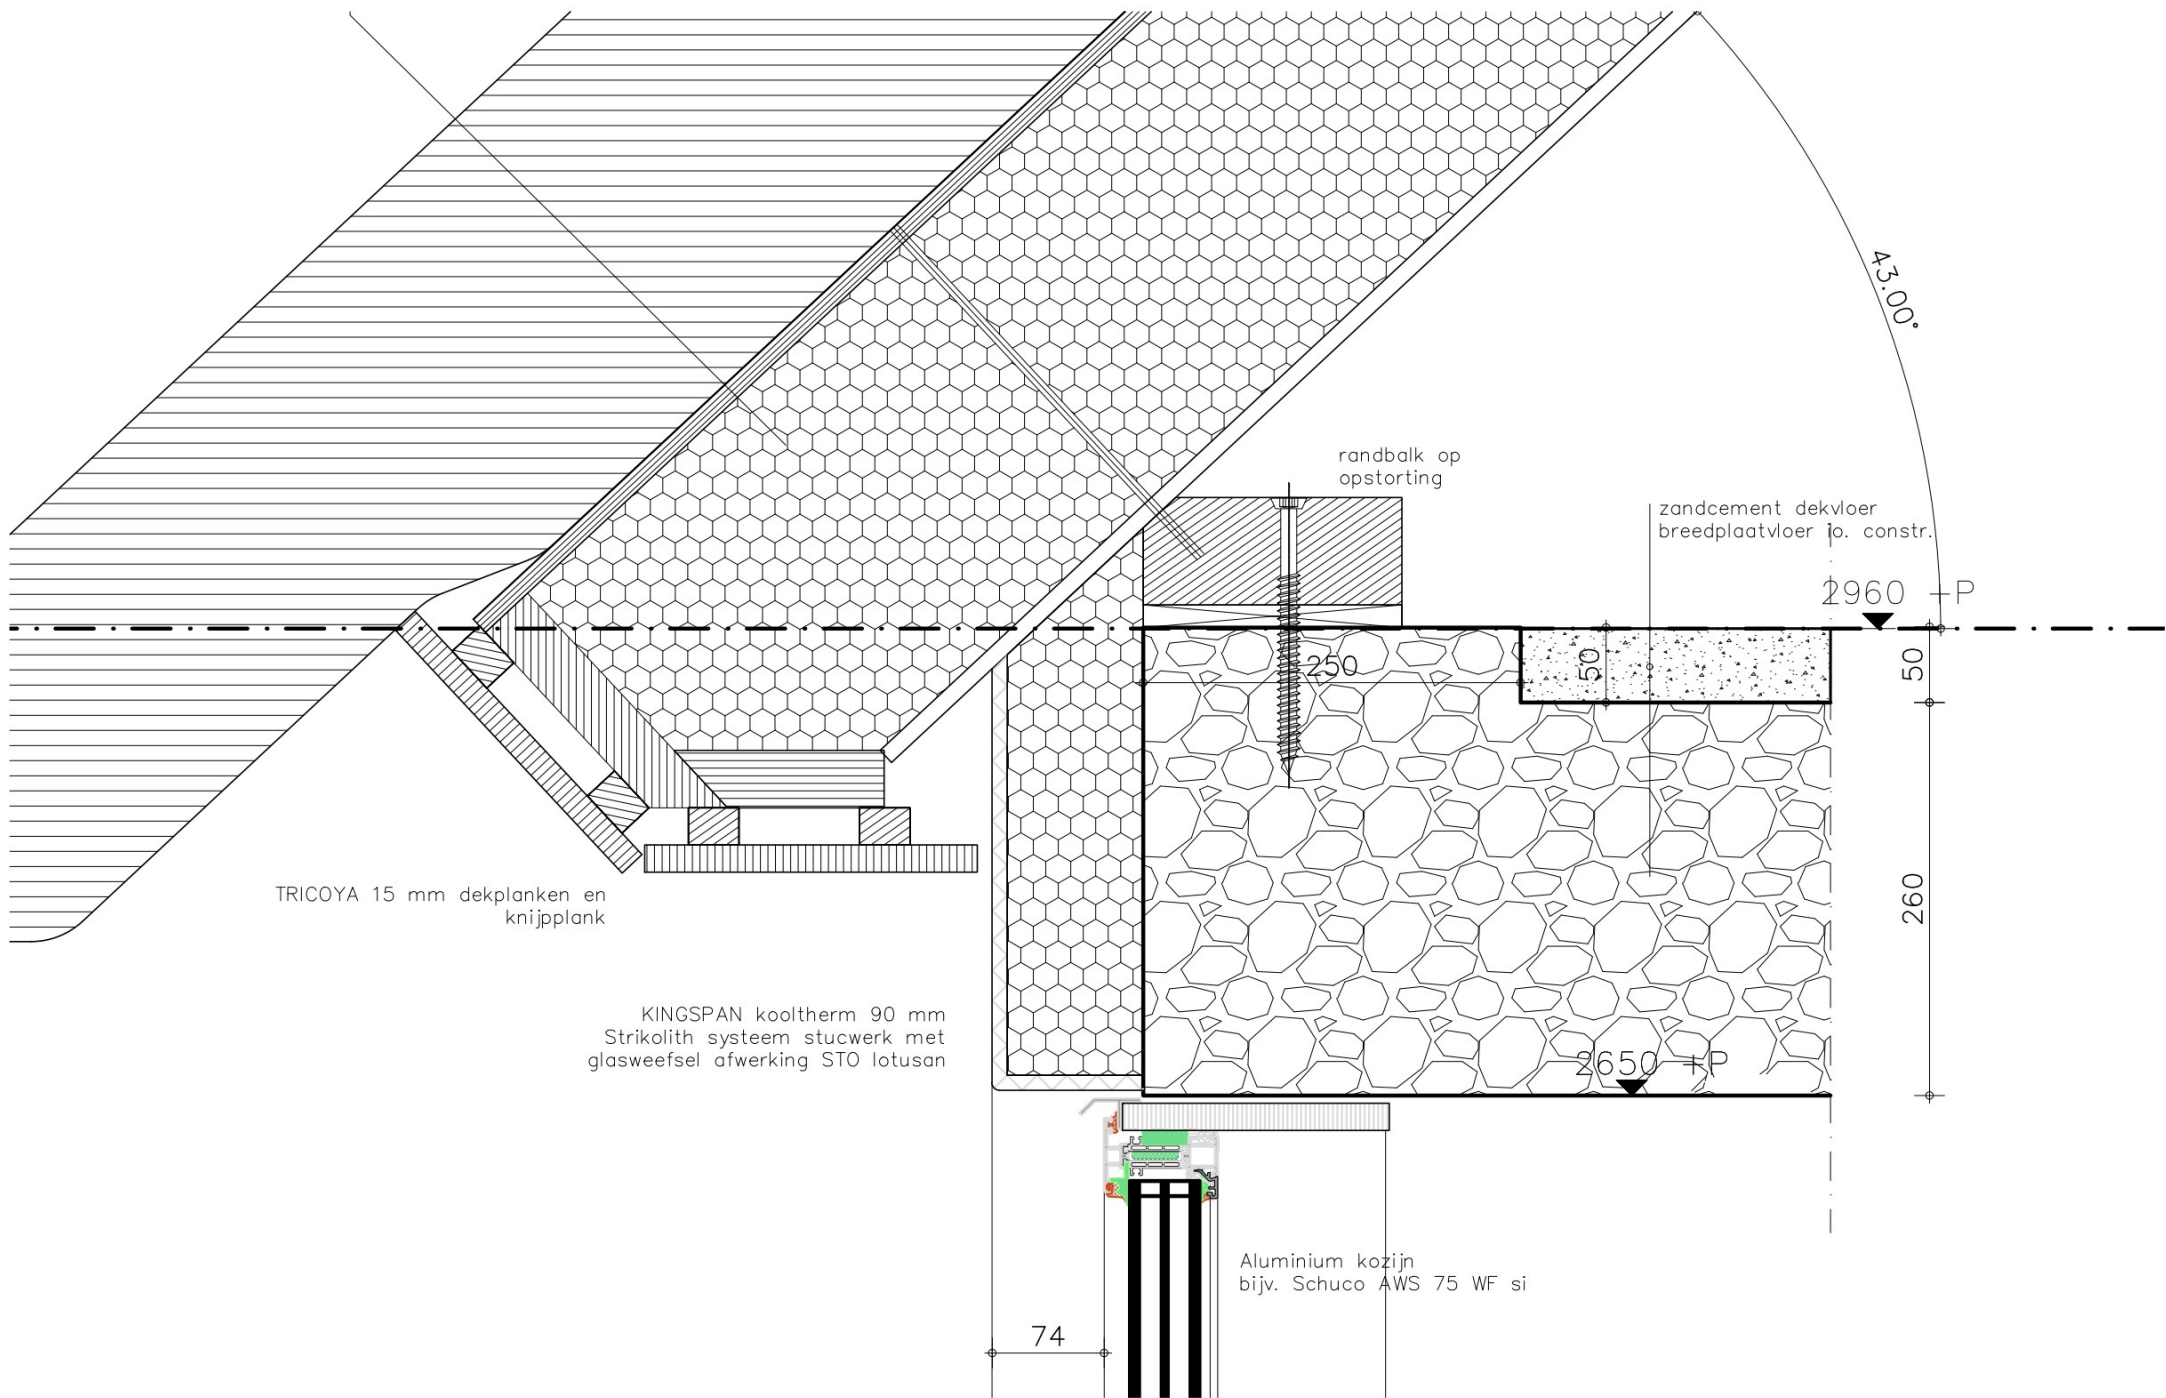 43.00°
randbalk op
opstorting
zandcement dekvloer
breedplaatvloer io. constr.
2960 +P
250
50
50
TRICOYA 15 mm dekplanken en
knijpplank
260
KINGSPAN kooltherm 90 mm
Strikolith systeem stucwerk met
glasweefsel afwerking STO lotusan
2650 +P
Aluminium kozijn
bijv. Schuco AWS 75 WF si
74